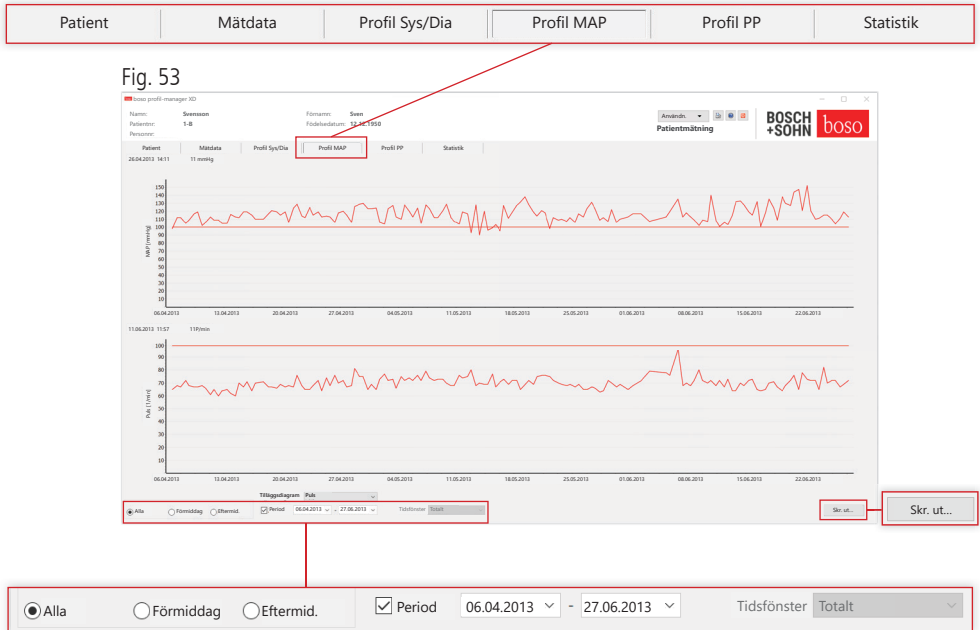 Patient Mätdata Profil Sys/Dia Profil MAP Profil PP Statistik
Fig. 53
boso profil-manager XD
Namn: Svensson Förnamn: Sven
Patientnr: 1-B Födelsedatum: 12.12.1950
Personnr:
Användn.
Patientmätning
BOSCH
+SOHN
boso
Patient Mätdata Profil Sys/Dia Profil MAP Profil PP Statistik
26.04.2013 14:11 11 mmHg
MAP [mmHg]
150
140
130
120
110
100
90
80
70
60
50
40
30
20
10
06.04.2013 13.04.2013 20.04.2013 27.04.2013 04.05.2013 11.05.2013 18.05.2013 25.05.2013 01.06.2013 08.06.2013 15.06.2013 22.06.2013
11.06.2013 11:57 11P/min
Puls [1/min]
100
90
80
70
60
50
40
30
20
10
06.04.2013 13.04.2013 20.04.2013 27.04.2013 04.05.2013 11.05.2013 18.05.2013 25.05.2013 01.06.2013 08.06.2013 15.06.2013 22.06.2013
Tilläggsdiagram Puls
Alla Förmiddag Eftermid. Period 06.04.2013 - 27.06.2013 Tidsfönster Totalt
Skr. ut...
Skr. ut...
Alla Förmiddag Eftermid. Period 06.04.2013 - 27.06.2013 Tidsfönster Totalt